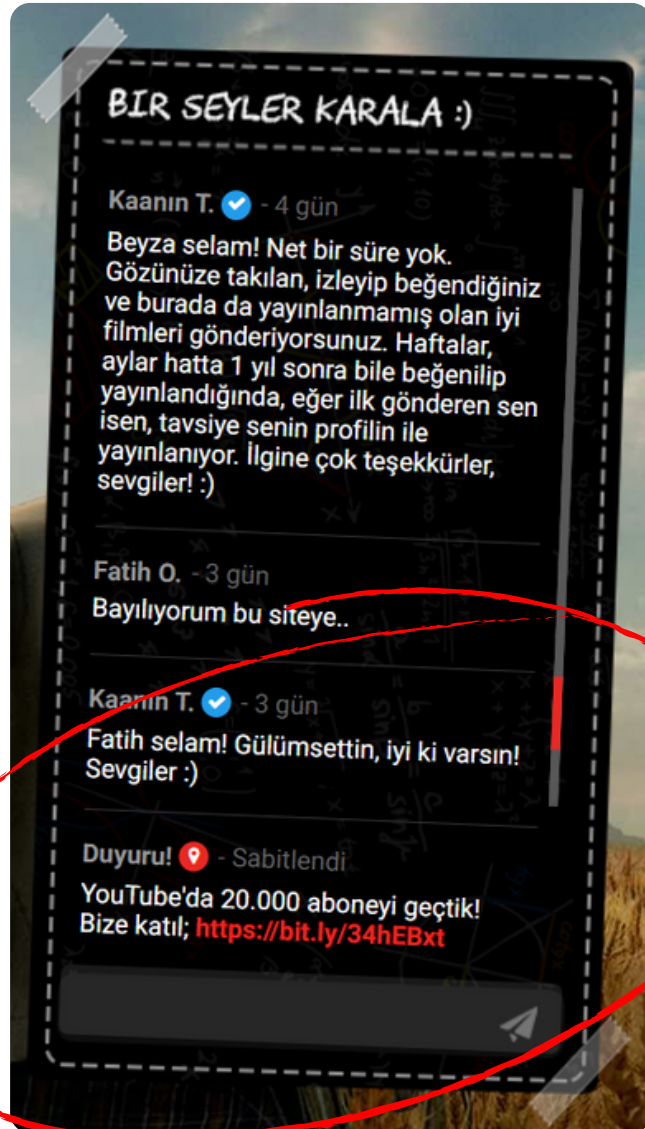 BIR SEYLER KARALA :)
Kaanın T. - 4 gün
Beyza selam! Net bir süre yok.
Gözünüze takılan, izleyip beğendiğiniz
ve burada da yayınlanmamış olan iyi
filmleri gönderiyorsunuz. Haftalar,
aylar hatta 1 yıl sonra bile beğenilip
yayınlandığında, eğer ilk gönderen sen
isen, tavsiye senin profilin ile
yayınlanıyor. İlgine çok teşekkürler,
sevgiler! :)
Fatih O. - 3 gün
Bayılıyorum bu siteye..
Kaanın T. - 3 gün
Fatih selam! Gülümsettin, iyi ki varsın!
Sevgiler :)
Duyuru! - Sabitlendi
YouTube'da 20.000 aboneyi geçtik!
Bize katıl; https://bit.ly/34hEBxt